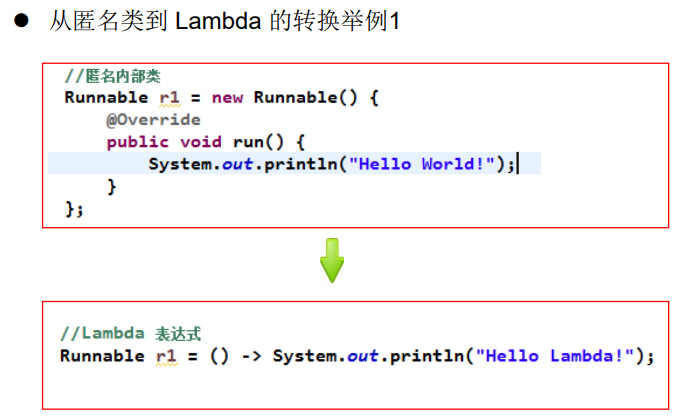 ● 从匿名类到 Lambda 的转换举例1
//匿名内部类
Runnable r1 = new Runnable() {
@Override
public void run() {
System.out.println("Hello World!");
}
};
//Lambda 表达式
Runnable r1 = () -> System.out.println("Hello Lambda!");